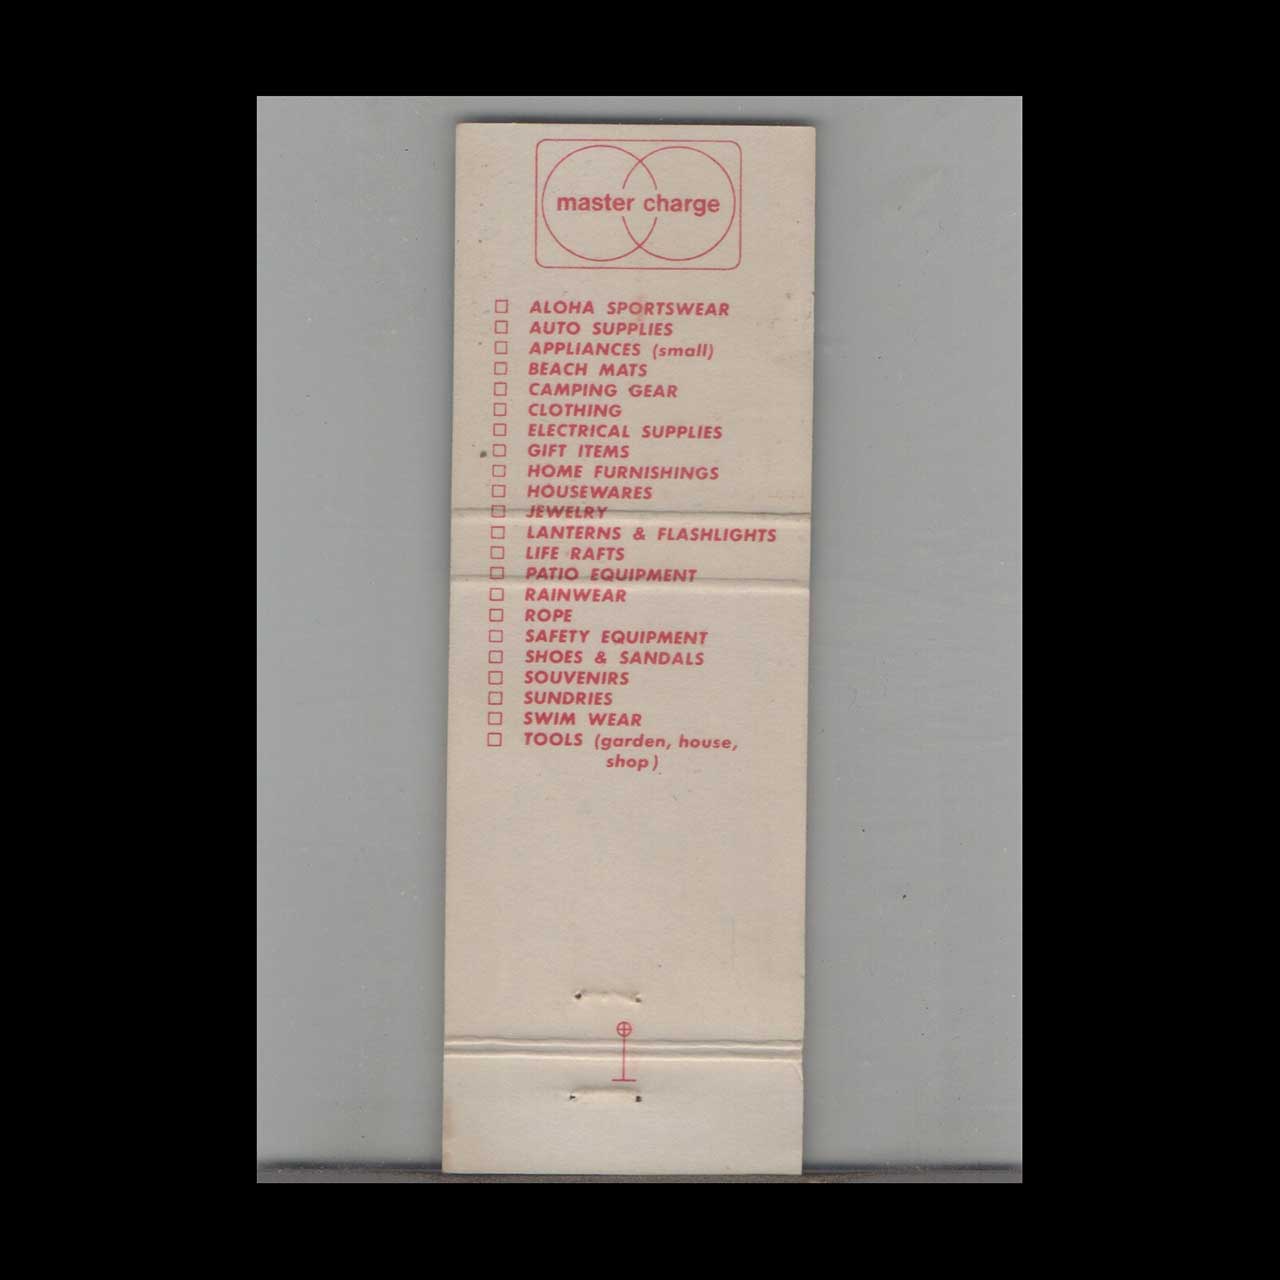 master charge
ALOHA SPORTSWEAR
AUTO SUPPLIES
APPLIANCES (small)
BEACH MATS
CAMPING GEAR
CLOTHING
ELECTRICAL SUPPLIES
GIFT ITEMS
HOME FURNISHINGS
HOUSEWARES
JEWELRY
LANTERNS & FLASHLIGHTS
LIFE RAFTS
PATIO EQUIPMENT
RAINWEAR
ROPE
SAFETY EQUIPMENT
SHOES & SANDALS
SOUVENIRS
SUNDRIES
SWIM WEAR
TOOLS (garden, house,
shop)